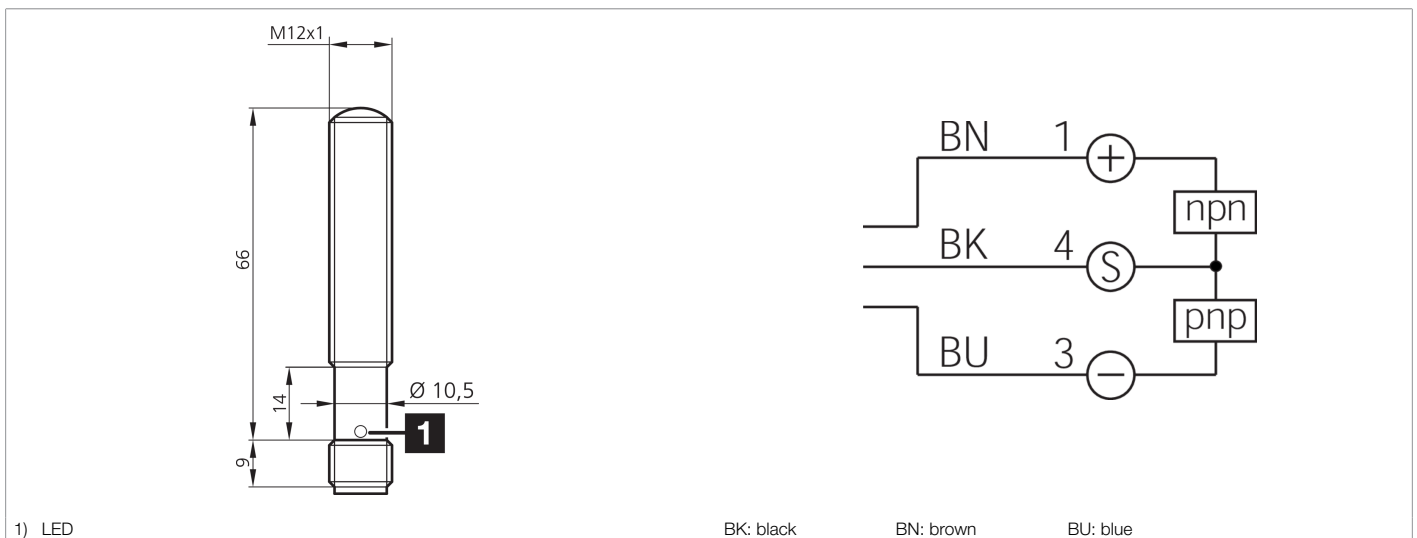 M12x1
66
14
Ø 10,5
1
9
BN 1 +
npn
BK 4 S
pnp
BU 3 −
1) LED
BK: black BN: brown BU: blue